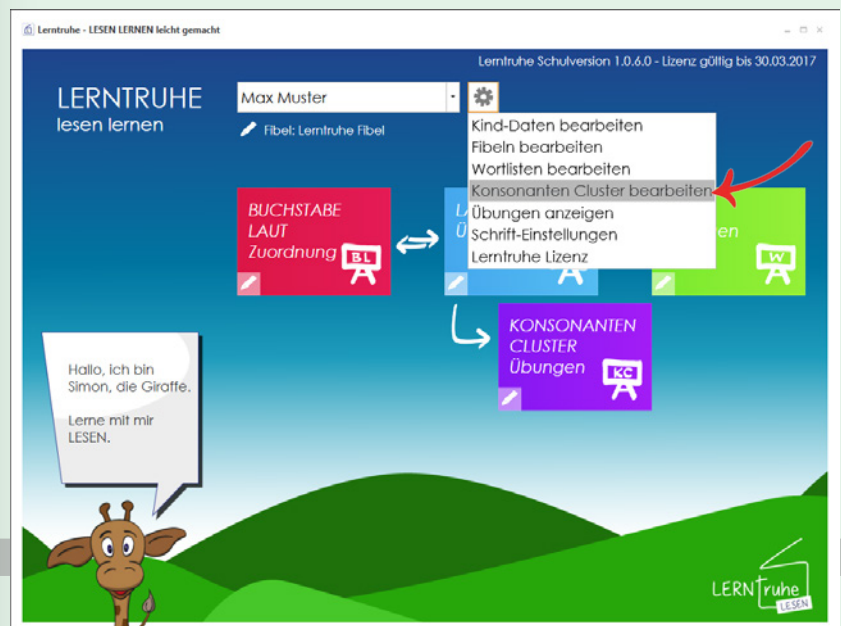 Lerntruhe - LESEN LERNEN leicht gemacht
Lerntruhe Schulversion 1.0.6.0 - Lizenz gültig bis 30.03.2017
LERNTRUHE
lesen lernen
Max Muster
Fibel: Lerntruhe Fibel
Kind-Daten bearbeiten
Fibeln bearbeiten
Wortlisten bearbeiten
Konsonanten Cluster bearbeiten
Übungen anzeigen
Schrift-Einstellungen
Lerntruhe Lizenz
BUCHSTABE
LAUT
Zuordnung
BL
W
KONSONANTEN
CLUSTER
Übungen
KC
Hallo, ich bin
Simon, die Giraffe.
Lerne mit mir
LESEN.
LERNTruhe
LESEN